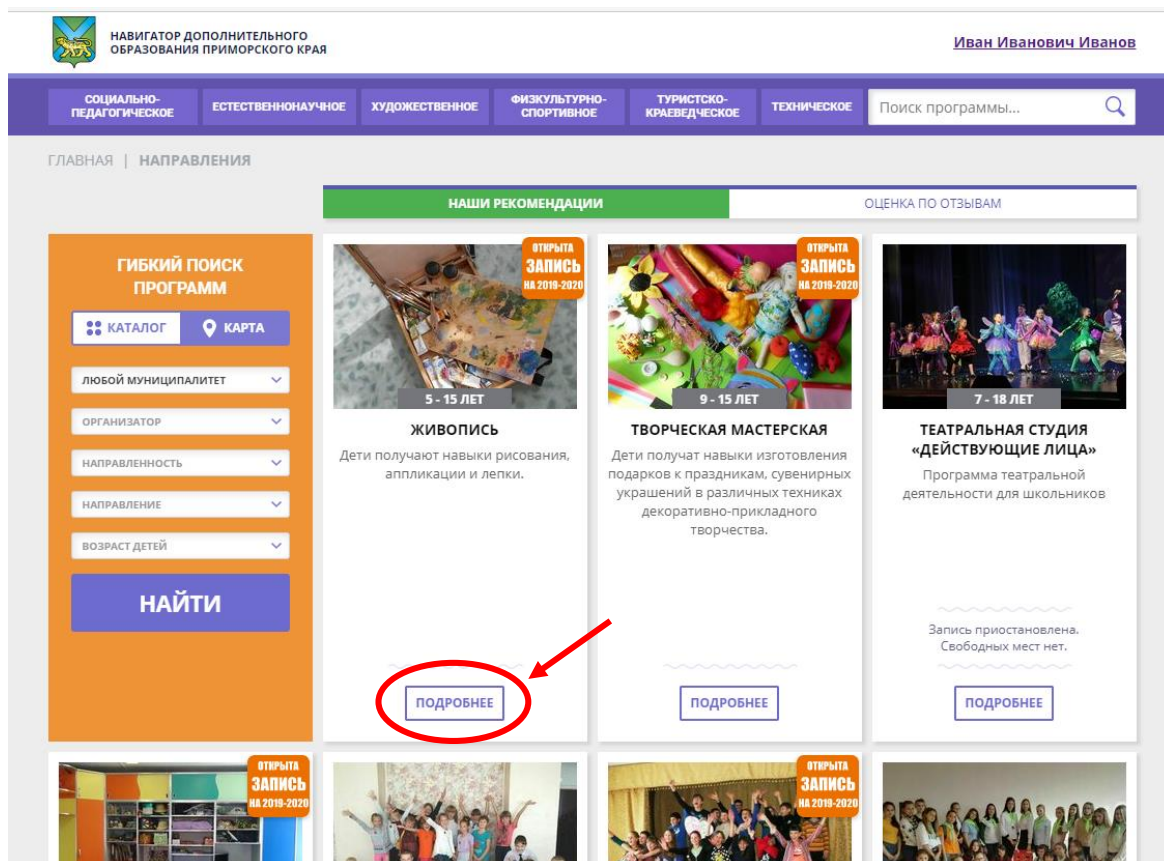 НАВИГАТОР ДОПОЛНИТЕЛЬНОГО
ОБРАЗОВАНИЯ ПРИМОРСКОГО КРАЯ
Иван Иванович Иванов
СОЦИАЛЬНО-
ПЕДАГОГИЧЕСКОЕ
ЕСТЕСТВЕННОНАУЧНОЕ
ХУДОЖЕСТВЕННОЕ
ФИЗКУЛЬТУРНО-
СПОРТИВНОЕ
ТУРИСТСКО-
КРАЕВЕДЧЕСКОЕ
ТЕХНИЧЕСКОЕ
Поиск программы...
ГЛАВНАЯ | НАПРАВЛЕНИЯ
НАШИ РЕКОМЕНДАЦИИ
ОЦЕНКА ПО ОТЗЫВАМ
ГИБКИЙ ПОИСК
ПРОГРАММ
КАТАЛОГ
КАРТА
ЛЮБОЙ МУНИЦИПАЛИТЕТ
ОРГАНИЗАТОР
НАПРАВЛЕННОСТЬ
НАПРАВЛЕНИЕ
ВОЗРАСТ ДЕТЕЙ
НАЙТИ
ОТКРЫТА
ЗАПИСЬ
НА 2019-2020
5 - 15 ЛЕТ
ЖИВОПИСЬ
Дети получают навыки рисования,
аппликации и лепки.
ПОДРОБНЕЕ
ОТКРЫТА
ЗАПИСЬ
НА 2019-2020
9 - 15 ЛЕТ
ТВОРЧЕСКАЯ МАСТЕРСКАЯ
Дети получат навыки изготовления
подарков к праздникам, сувенирных
украшений в различных техниках
декоративно-прикладного
творчества.
ПОДРОБНЕЕ
7 - 18 ЛЕТ
ТЕАТРАЛЬНАЯ СТУДИЯ
«ДЕЙСТВУЮЩИЕ ЛИЦА»
Программа театральной
деятельности для школьников
Запись приостановлена.
Свободных мест нет.
ПОДРОБНЕЕ
ОТКРЫТА
ЗАПИСЬ
НА 2019-2020
ОТКРЫТА
ЗАПИСЬ
НА 2019-2020